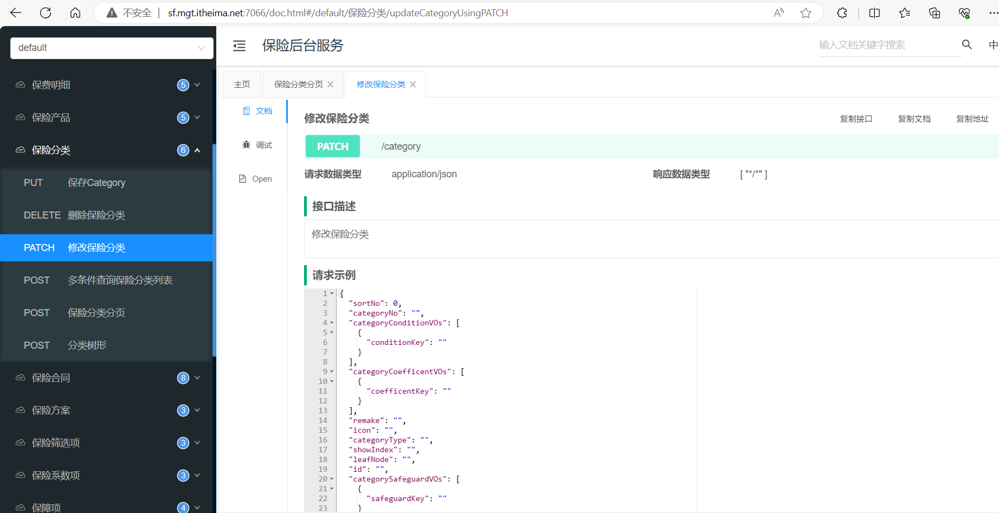 不安全 sf.mgt.itheima.net:7066/doc.html#/default/保险分类/updateCategoryUsingPATCH
default
保费明细 5
保险产品 5
保险分类 6
PUT 保存Category
DELETE 删除保险分类
PATCH 修改保险分类
POST 多条件查询保险分类列表
POST 保险分类分页
POST 分类树形
保险合同 8
保险方案 3
保险筛选项 3
保险系数项 3
保障项 4
保险后台服务
输入文档关键字搜索
中
主页
保险分类分页
修改保险分类
文档
调试
Open
修改保险分类
复制接口
复制文档
复制地址
PATCH /category
请求数据类型 application/json
响应数据类型 [ "*/*" ]
接口描述
修改保险分类
请求示例
1 {
2 "sortNo": 0,
3 "categoryNo": "",
4 "categoryConditionVOs": [
5 {
6 "conditionKey": ""
7 }
8 ],
9 "categoryCoefficentVOs": [
10 {
11 "coefficentKey": ""
12 }
13 ],
14 "remake": "",
15 "icon": "",
16 "categoryType": "",
17 "showIndex": "",
18 "leafNode": "",
19 "id": "",
20 "categorySafeguardVOs": [
21 {
22 "safeguardKey": ""
23 }